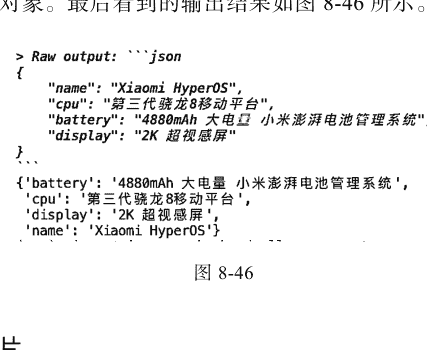 对象。最后看到的输出结果如图 8-46 所示。
> Raw output: ```json
{
"name": "Xiaomi HyperOS",
"cpu": "第三代骁龙8移动平台",
"battery": "4880mAh 大电量 小米澎湃电池管理系统"
"display": "2K 超视感屏"
}
```
{'battery': '4880mAh 大电量 小米澎湃电池管理系统',
'cpu': '第三代骁龙8移动平台',
'display': '2K 超视感屏',
'name': 'Xiaomi HyperOS'}
图 8-46
片